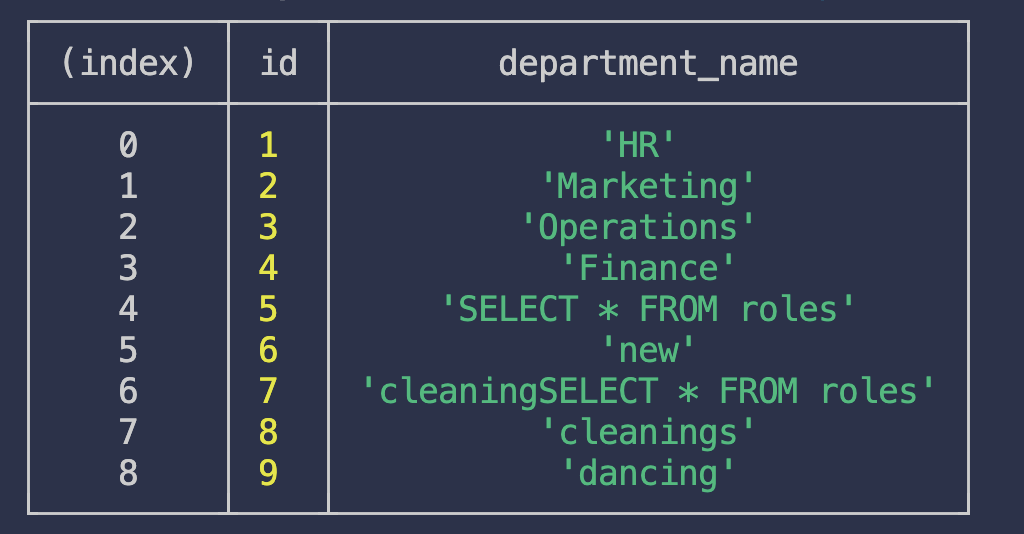 (index) id department_name
0 1 'HR'
1 2 'Marketing'
2 3 'Operations'
3 4 'Finance'
4 5 'SELECT * FROM roles'
5 6 'new'
6 7 'cleaningSELECT * FROM roles'
7 8 'cleanings'
8 9 'dancing'